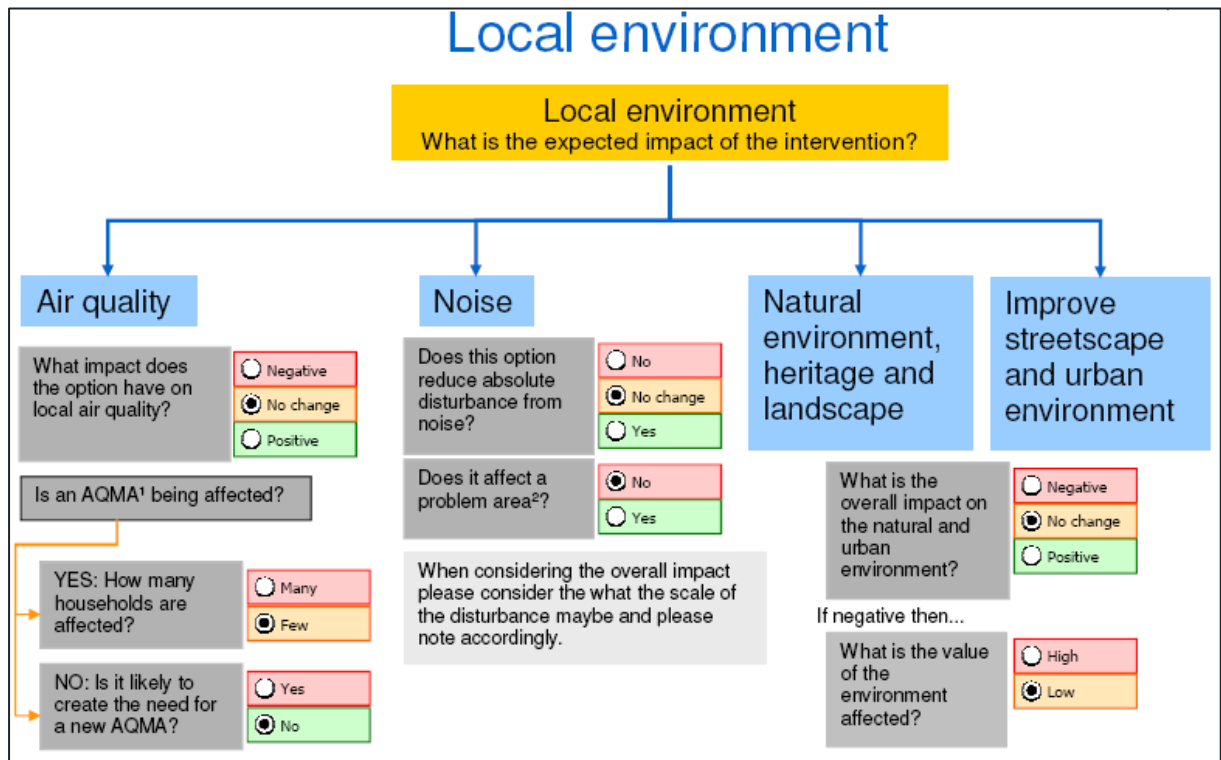 Local environment
Local environment
What is the expected impact of the intervention?
Air quality
What impact does
the option have on
local air quality?
Negative
No change
Positive
Is an AQMA¹ being affected?
YES: How many
households are
affected?
Many
Few
NO: Is it likely to
create the need for
a new AQMA?
Yes
No
Noise
Does this option
reduce absolute
disturbance from
noise?
No
No change
Yes
Does it affect a
problem area²?
No
Yes
When considering the overall impact
please consider the what the scale
of the disturbance maybe and please
note accordingly.
Natural
environment,
heritage and
landscape
Improve
streetscape
and urban
environment
What is the
overall impact on
the natural and
urban
environment?
Negative
No change
Positive
If negative then...
What is the value
of the
environment
affected?
High
Low